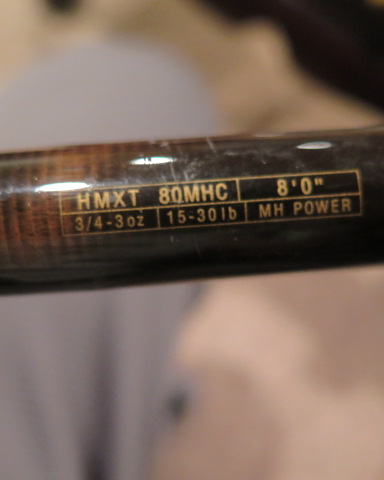 HMXT 80MHC 8'0"
3/4-3oz 15-30lb MH POWER